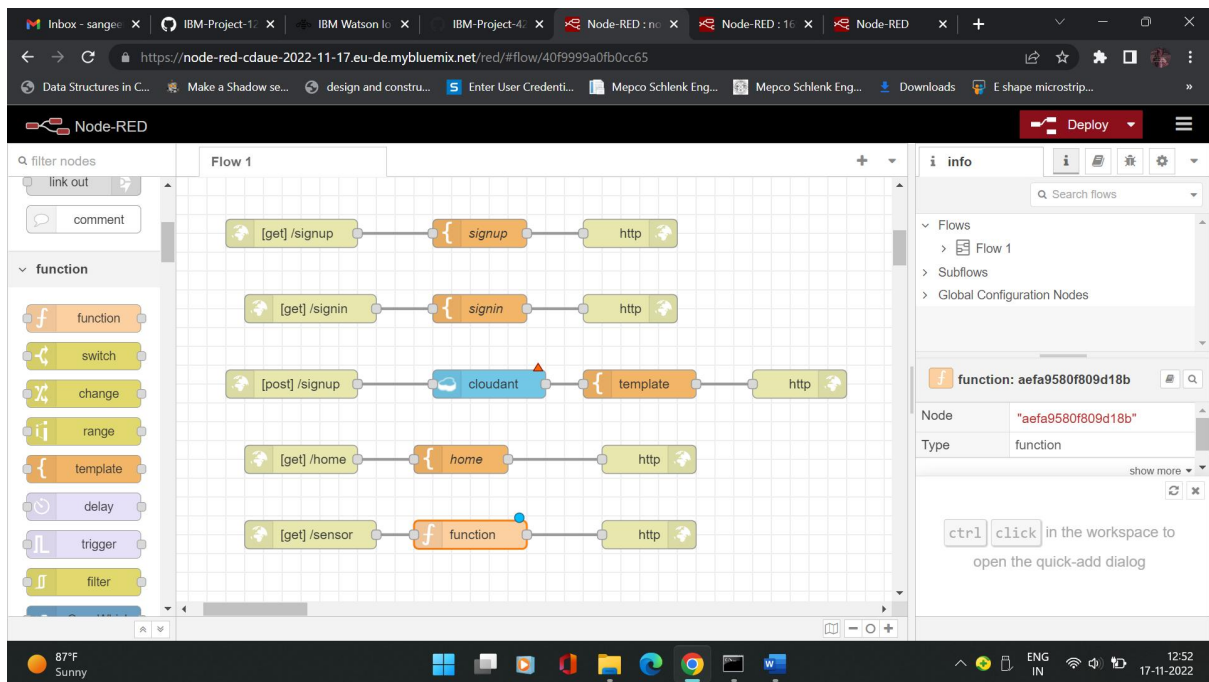 Inbox - sangee
IBM-Project-12
IBM Watson Io
IBM-Project-42
Node-RED : no
Node-RED : 16
Node-RED
https://node-red-cdaue-2022-11-17.eu-de.mybluemix.net/red/#flow/40f9999a0fb0cc65
Data Structures in C...
Make a Shadow se...
design and constru...
Enter User Credenti...
Mepco Schlenk Eng...
Mepco Schlenk Eng...
Downloads
E shape microstrip...
»
Node-RED
Deploy
filter nodes
Flow 1
i info
link out
comment
function
function
switch
change
range
template
delay
trigger
filter
[get] /signup
signup
http
[get] /signin
signin
http
[post] /signup
cloudant
template
http
[get] /home
home
http
[get] /sensor
function
http
Search flows
Flows
Flow 1
Subflows
Global Configuration Nodes
function: aefa9580f809d18b
Node "aefa9580f809d18b"
Type function
show more
ctrl click in the workspace to
open the quick-add dialog
87°F
Sunny
ENG
IN
12:52
17-11-2022